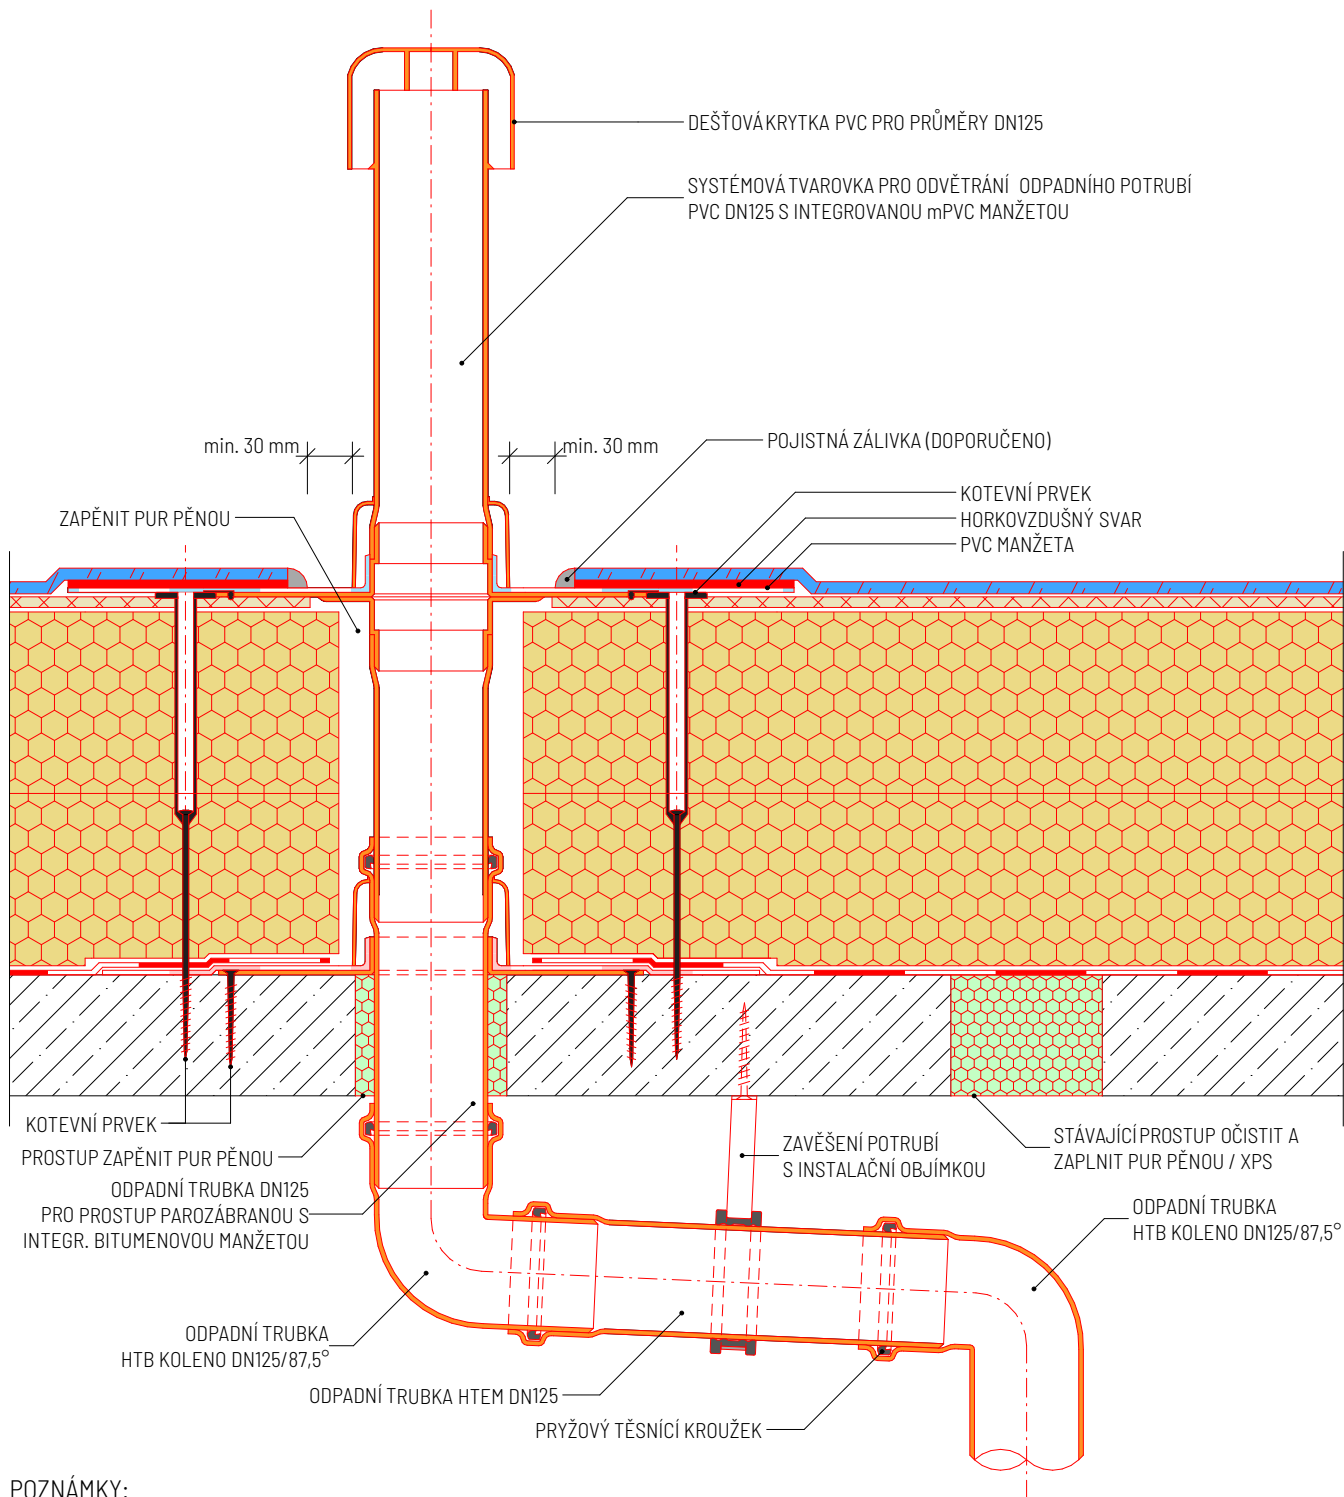 DEŠŤOVÁ KRYTKA PVC PRO PRŮMĚRY DN125
SYSTÉMOVÁ TVAROVKA PRO ODVĚTRÁNÍ ODPADNÍHO POTRUBÍ
PVC DN125 S INTEGROVANOU mPVC MANŽETOU
min. 30 mm
min. 30 mm
POJISTNÁ ZÁLIVKA (DOPORUČENO)
KOTEVNÍ PRVEK
HORKOVZDUŠNÝ SVAR
PVC MANŽETA
ZAPĚNIT PUR PĚNOU
KOTEVNÍ PRVEK
PROSTUP ZAPĚNIT PUR PĚNOU
ODPADNÍ TRUBKA DN125
PRO PROSTUP PAROZÁBRANOU S
INTEGR. BITUMENOVOU MANŽETOU
ZAVĚŠENÍ POTRUBÍ
S INSTALAČNÍ OBJÍMKOU
STÁVAJÍCÍ PROSTUP OČISTIT A
ZAPLNIT PUR PĚNOU / XPS
ODPADNÍ TRUBKA
HTB KOLENO DN125/87,5°
ODPADNÍ TRUBKA
HTB KOLENO DN125/87,5°
ODPADNÍ TRUBKA HTEM DN125
PRYŽOVÝ TĚSNÍCÍ KROUŽEK
POZNÁMKY: